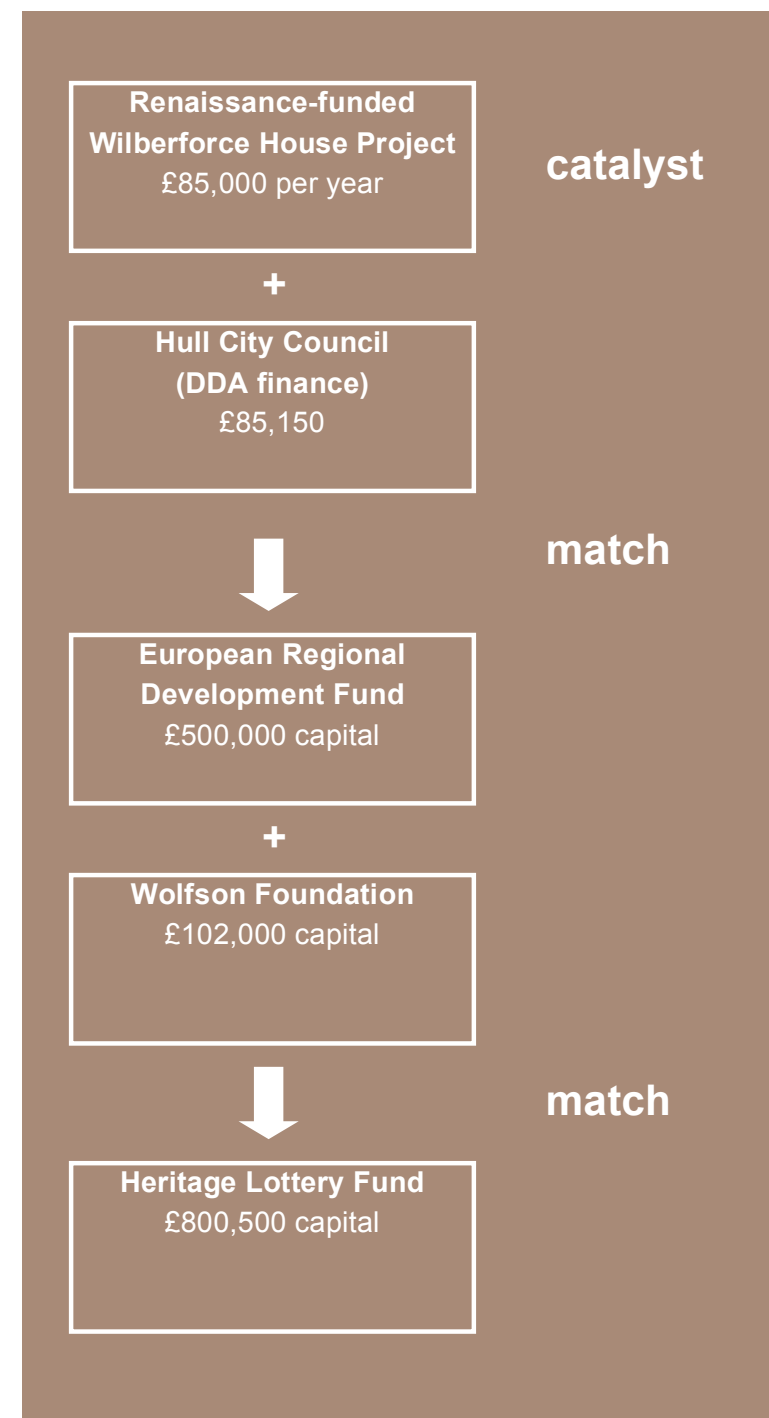 Renaissance-funded
Wilberforce House Project
£85,000 per year
catalyst
+
Hull City Council
(DDA finance)
£85,150
match
European Regional
Development Fund
£500,000 capital
+
Wolfson Foundation
£102,000 capital
match
Heritage Lottery Fund
£800,500 capital